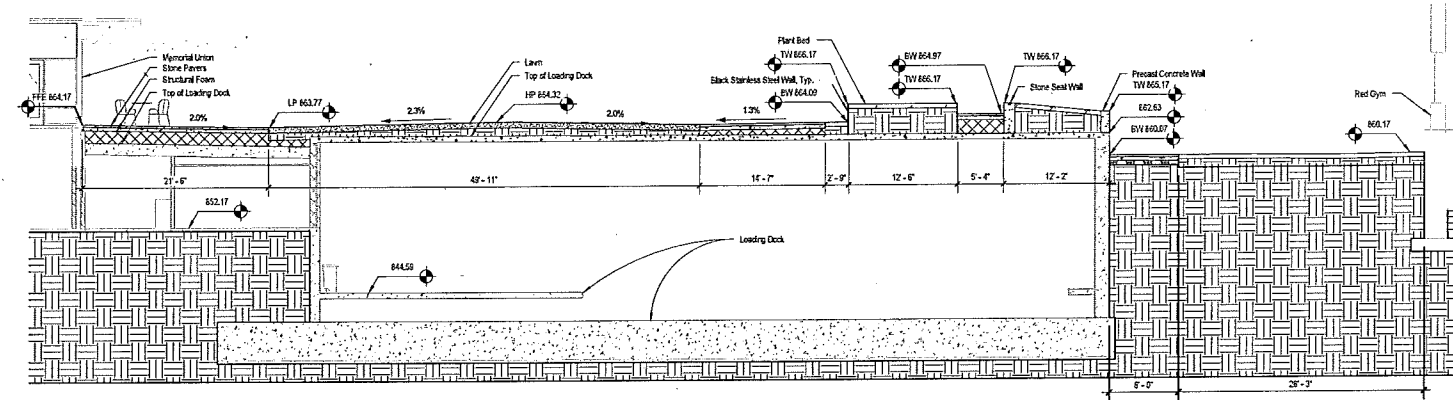 Memorial Union
Stone Pavers
Structural Foam
Top of Loading Dock
FFE 864.17
2.0%
LP 863.77
2.3%
Lawn
Top of Loading Dock
HP 864.32
2.0%
1.3%
Plant Bed
TW 866.17
Black Stainless Steel Wall, Typ.
BW 864.09
BW 864.97
TW 866.17
TW 866.17
Stone Seat Wall
Precast Concrete Wall
TW 865.17
862.63
BW 860.07
Red Gym
860.17
21' - 6"
49' - 11"
14' - 7"
2' - 9"
12' - 6"
5' - 4"
12' - 2"
852.17
Loading Dock
844.59
26' - 3"